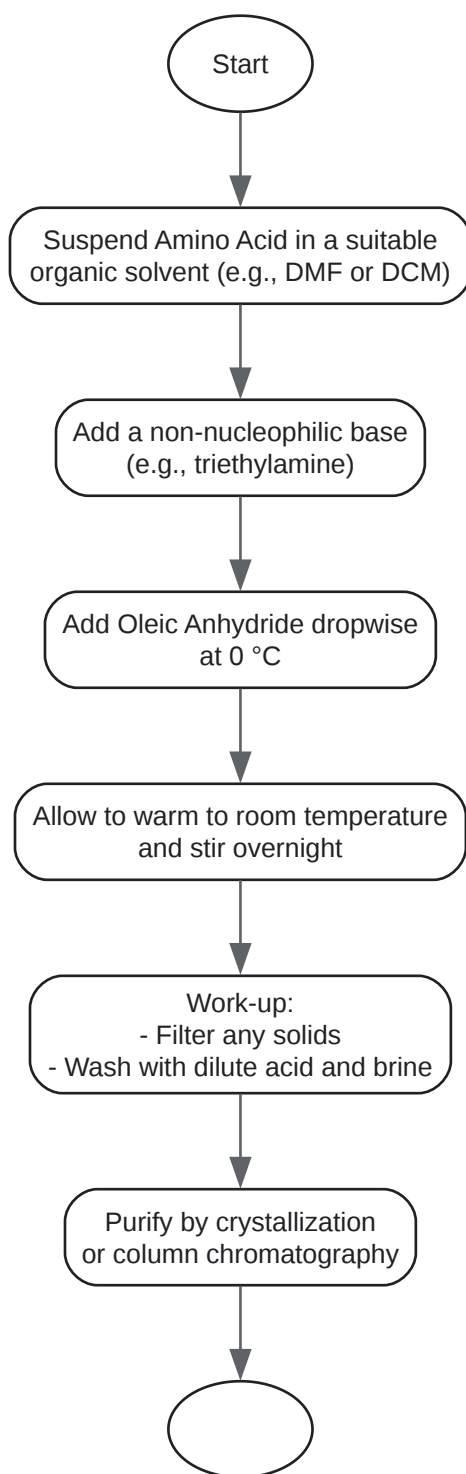 Start
Suspend Amino Acid in a suitable
organic solvent (e.g., DMF or DCM)
Add a non-nucleophilic base
(e.g., triethylamine)
Add Oleic Anhydride dropwise
at 0 °C
Allow to warm to room temperature
and stir overnight
Work-up:
- Filter any solids
- Wash with dilute acid and brine
Purify by crystallization
or column chromatography